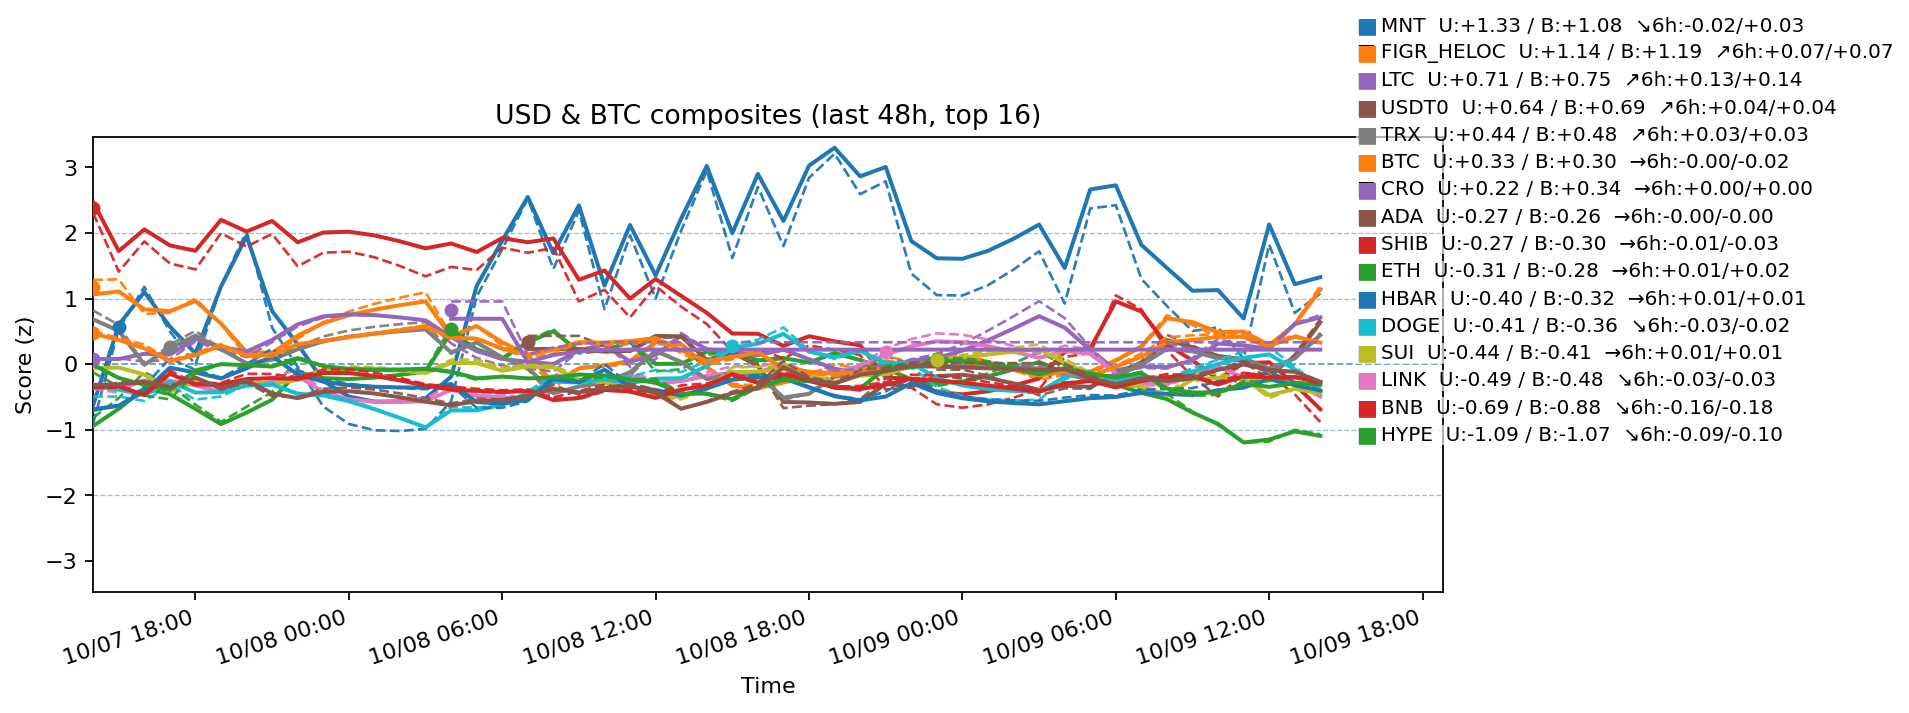 USD & BTC composites (last 48h, top 16)
MNT  U:+1.33 / B:+1.08  ↘6h:-0.02/+0.03
FIGR_HELOC  U:+1.14 / B:+1.19  ↗6h:+0.07/+0.07
LTC  U:+0.71 / B:+0.75  ↗6h:+0.13/+0.14
USDT0  U:+0.64 / B:+0.69  ↗6h:+0.04/+0.04
TRX  U:+0.44 / B:+0.48  ↗6h:+0.03/+0.03
BTC  U:+0.33 / B:+0.30  →6h:-0.00/-0.02
CRO  U:+0.22 / B:+0.34  →6h:+0.00/+0.00
ADA  U:-0.27 / B:-0.26  →6h:-0.00/-0.00
SHIB  U:-0.27 / B:-0.30  →6h:-0.01/-0.03
ETH  U:-0.31 / B:-0.28  →6h:+0.01/+0.02
HBAR  U:-0.40 / B:-0.32  →6h:+0.01/+0.01
DOGE  U:-0.41 / B:-0.36  ↘6h:-0.03/-0.02
SUI  U:-0.44 / B:-0.41  →6h:+0.01/+0.01
LINK  U:-0.49 / B:-0.48  ↘6h:-0.03/-0.03
BNB  U:-0.69 / B:-0.88  ↘6h:-0.16/-0.18
HYPE  U:-1.09 / B:-1.07  ↘6h:-0.09/-0.10
Score (z)
3
2
1
0
−1
−2
−3
10/07 18:00
10/08 00:00
10/08 06:00
10/08 12:00
10/08 18:00
10/09 00:00
10/09 06:00
10/09 12:00
10/09 18:00
Time